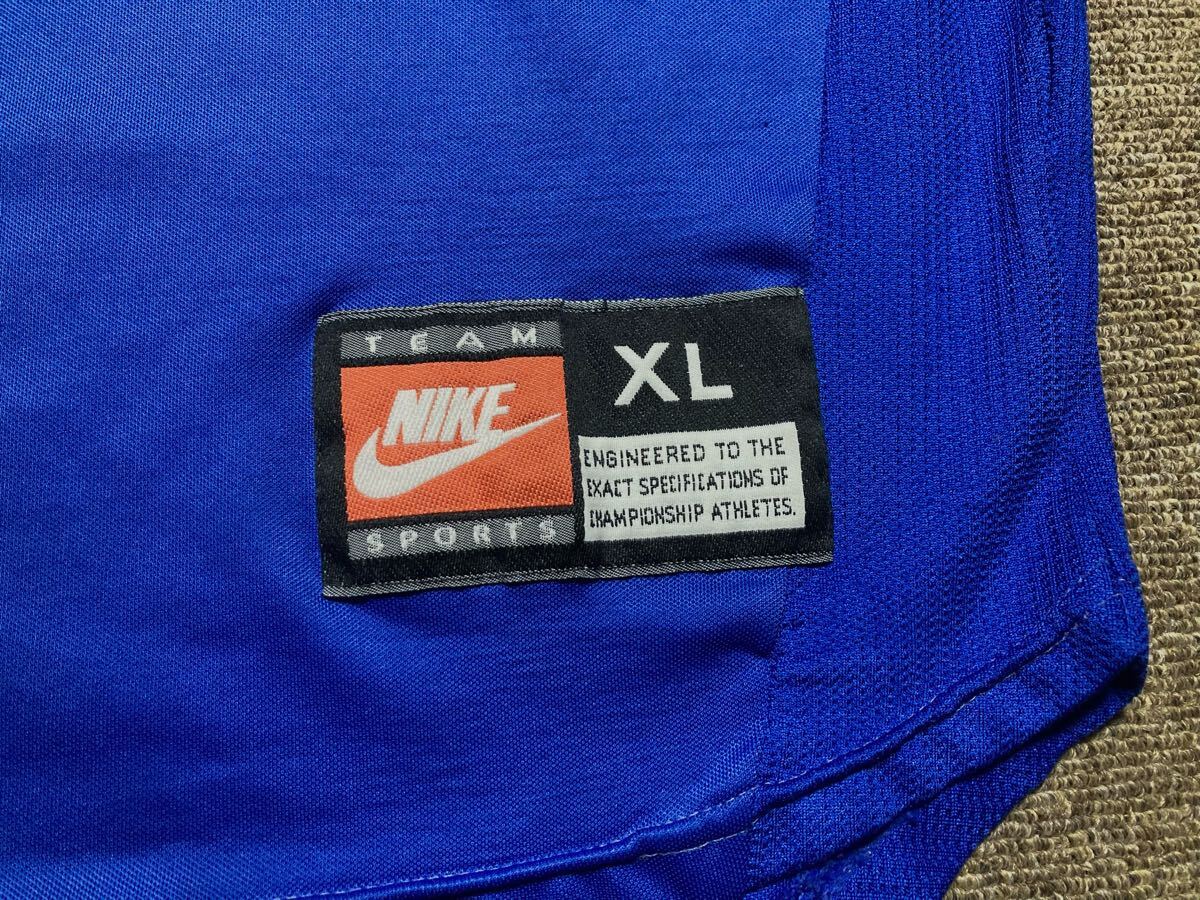 TEAM
NIKE
SPORTS
XL
ENGINEERED TO THE
EXACT SPECIFICATIONS OF
CHAMPIONSHIP ATHLETES.